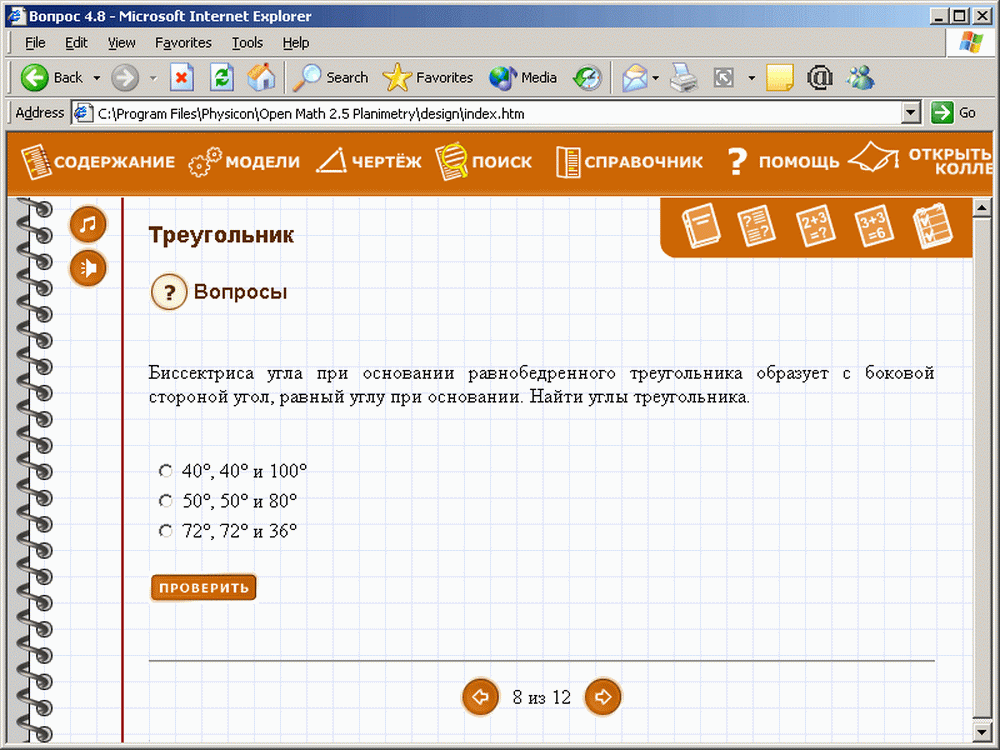 Вопрос 4.8 - Microsoft Internet Explorer
File Edit View Favorites Tools Help
Back Search Favorites Media
Address C:\Program Files\Physicon\Open Math 2.5 Planimetry\design\index.htm Go
СОДЕРЖАНИЕ МОДЕЛИ ЧЕРТЁЖ ПОИСК СПРАВОЧНИК ? ПОМОЩЬ ОТКРЫТЬ
КОЛЛЕ
2+3
=?
3+3
=6
Треугольник
? Вопросы
Биссектриса угла при основании равнобедренного треугольника образует с боковой
стороной угол, равный углу при основании. Найти углы треугольника.
40°, 40° и 100°
50°, 50° и 80°
72°, 72° и 36°
ПРОВЕРИТЬ
8 из 12